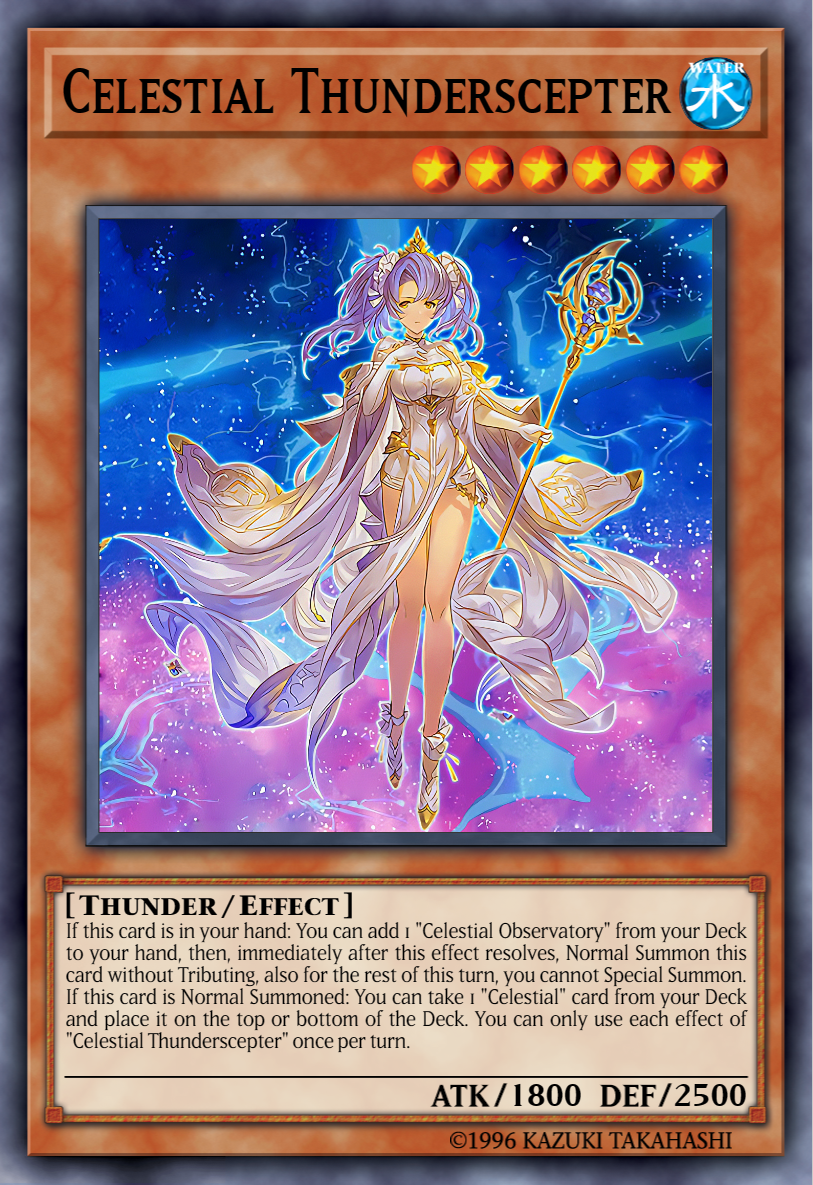 Celestial Thunderscepter
WATER
水
[Thunder/Effect]
If this card is in your hand: You can add 1 "Celestial Observatory" from your Deck
to your hand, then, immediately after this effect resolves, Normal Summon this
card without Tributing, also for the rest of this turn, you cannot Special Summon.
If this card is Normal Summoned: You can take 1 "Celestial" card from your Deck
and place it on the top or bottom of the Deck. You can only use each effect of
"Celestial Thunderscepter" once per turn.
ATK/1800 DEF/2500
©1996 KAZUKI TAKAHASHI